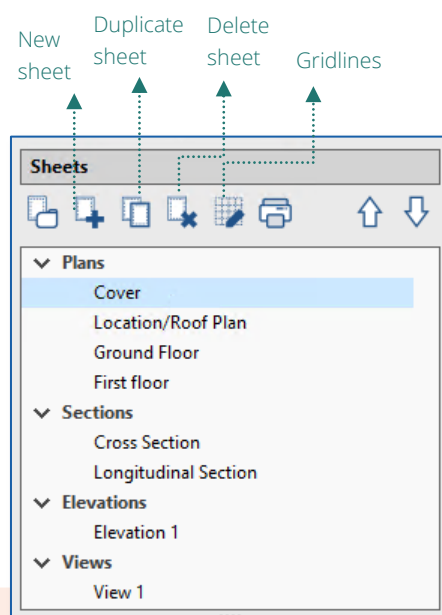 New
sheet
Duplicate
sheet
Delete
sheet
Gridlines
Sheets
Plans
Cover
Location/Roof Plan
Ground Floor
First floor
Sections
Cross Section
Longitudinal Section
Elevations
Elevation 1
Views
View 1